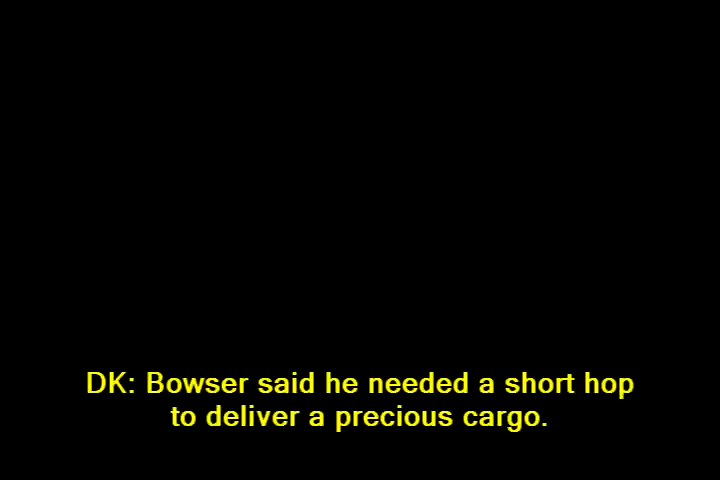 DK: Bowser said he needed a short hop
to deliver a precious cargo.